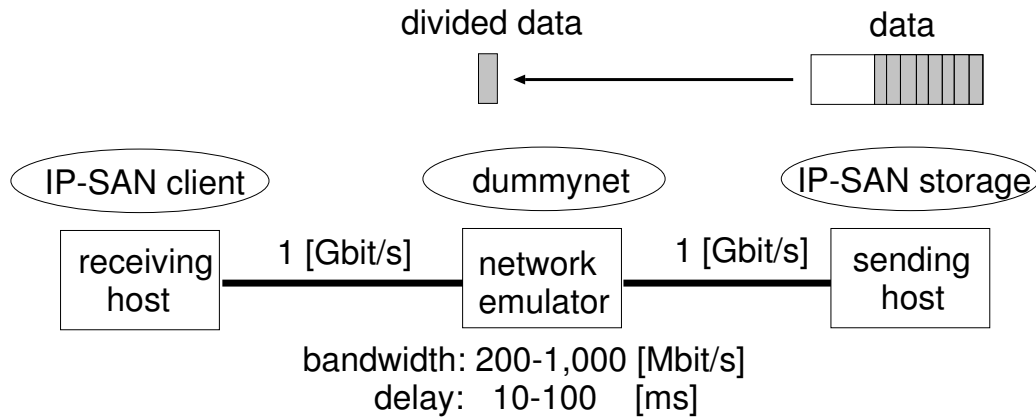 divided data
data
IP-SAN client
dummynet
IP-SAN storage
receiving
host
1 [Gbit/s]
network
emulator
1 [Gbit/s]
sending
host
bandwidth: 200-1,000 [Mbit/s]
delay: 10-100 [ms]